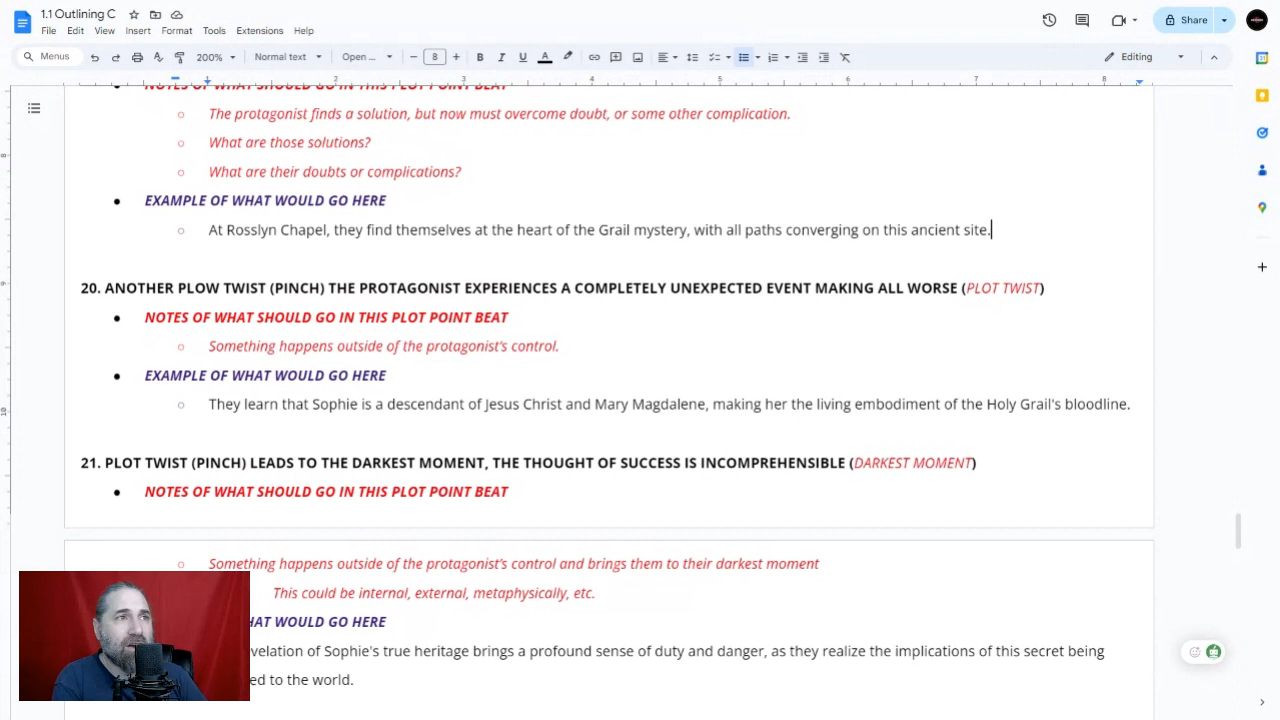 1.1 Outlining C
File Edit View Insert Format Tools Extensions Help
Share
Menus 200% Normal text Open ... 8 B I U A Editing
1 2 3 4 5 6 7 8
NOTES OF WHAT SHOULD GO IN THIS PLOT POINT BEAT
The protagonist finds a solution, but now must overcome doubt, or some other complication.
What are those solutions?
What are their doubts or complications?
EXAMPLE OF WHAT WOULD GO HERE
At Rosslyn Chapel, they find themselves at the heart of the Grail mystery, with all paths converging on this ancient site.
20. ANOTHER PLOW TWIST (PINCH) THE PROTAGONIST EXPERIENCES A COMPLETELY UNEXPECTED EVENT MAKING ALL WORSE (PLOT TWIST)
NOTES OF WHAT SHOULD GO IN THIS PLOT POINT BEAT
Something happens outside of the protagonist's control.
EXAMPLE OF WHAT WOULD GO HERE
They learn that Sophie is a descendant of Jesus Christ and Mary Magdalene, making her the living embodiment of the Holy Grail's bloodline.
21. PLOT TWIST (PINCH) LEADS TO THE DARKEST MOMENT, THE THOUGHT OF SUCCESS IS INCOMPREHENSIBLE (DARKEST MOMENT)
NOTES OF WHAT SHOULD GO IN THIS PLOT POINT BEAT
Something happens outside of the protagonist's control and brings them to their darkest moment
This could be internal, external, metaphysically, etc.
HAT WOULD GO HERE
velation of Sophie's true heritage brings a profound sense of duty and danger, as they realize the implications of this secret being
ed to the world.